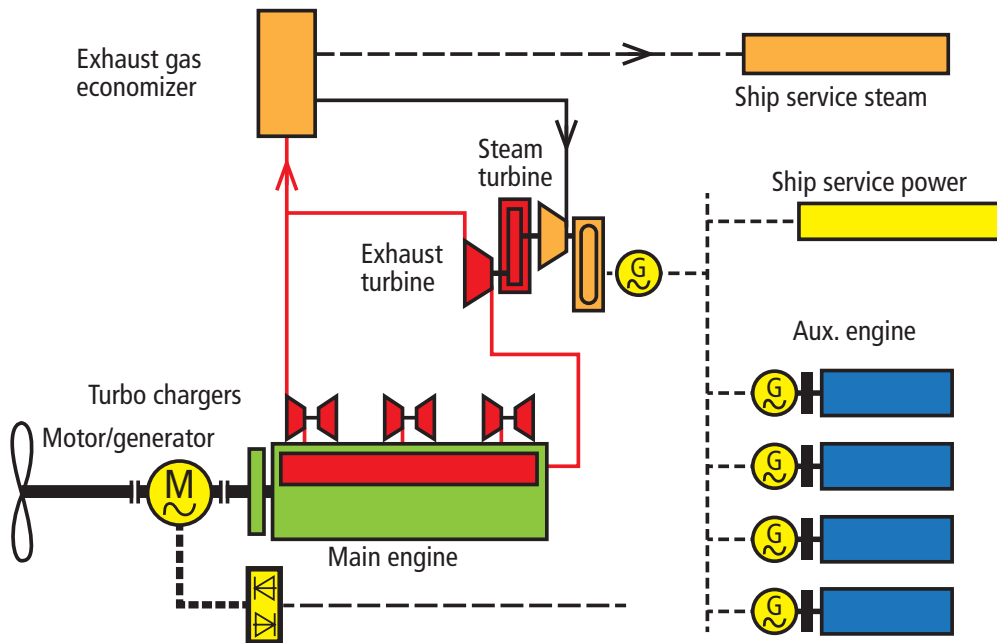 Exhaust gas
economizer
Ship service steam
Steam
turbine
Ship service power
Exhaust
turbine
G
Aux. engine
Turbo chargers
G
Motor/generator
G
M
Main engine
G
G